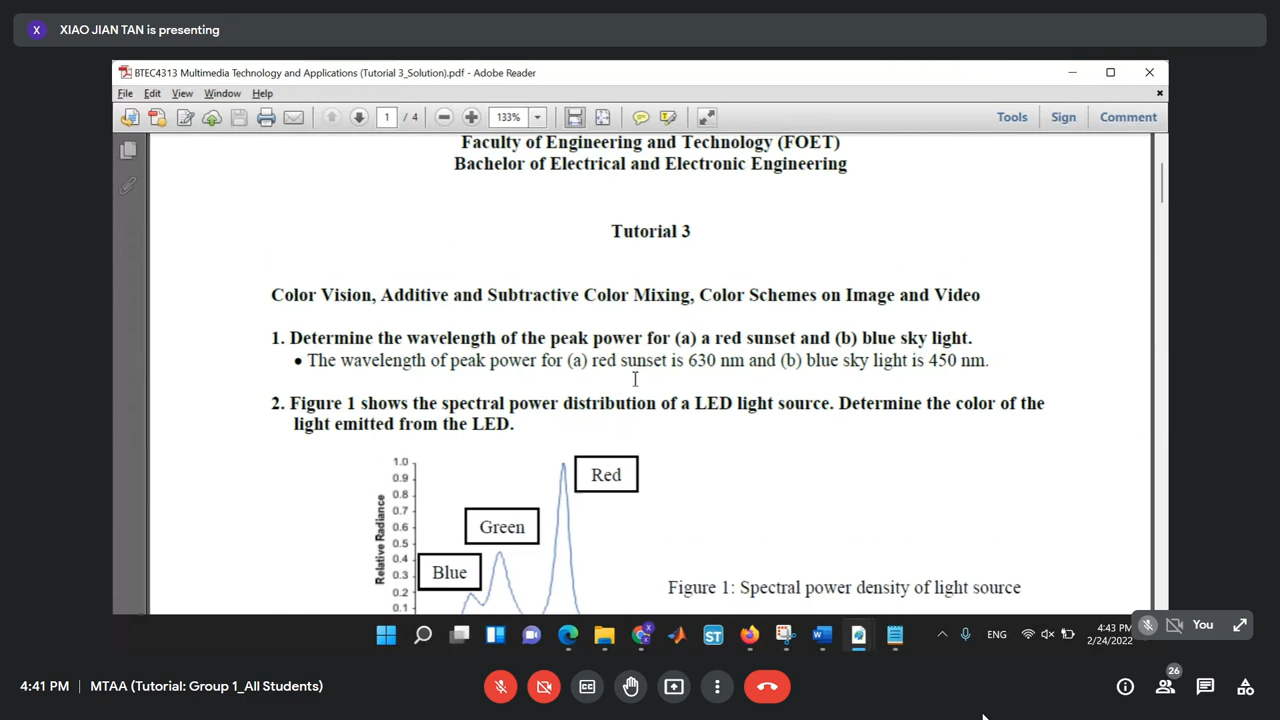 X XIAO JIAN TAN is presenting
BTEC4313 Multimedia Technology and Applications (Tutorial 3_Solution).pdf - Adobe Reader
File Edit View Window Help
1 / 4 133% Tools Sign Comment
Faculty of Engineering and Technology (FOET)
Bachelor of Electrical and Electronic Engineering
Tutorial 3
Color Vision, Additive and Subtractive Color Mixing, Color Schemes on Image and Video
1. Determine the wavelength of the peak power for (a) a red sunset and (b) blue sky light.
• The wavelength of peak power for (a) red sunset is 630 nm and (b) blue sky light is 450 nm.
2. Figure 1 shows the spectral power distribution of a LED light source. Determine the color of the
light emitted from the LED.
Relative Radiance
1.0
0.9
0.8
0.7
0.6
0.5
0.4
0.3
0.2
0.1
Red
Green
Blue
Figure 1: Spectral power density of light source
X
ST
ENG
4:43 PM
2/24/2022
You
4:41 PM | MTAA (Tutorial: Group 1_All Students)
26